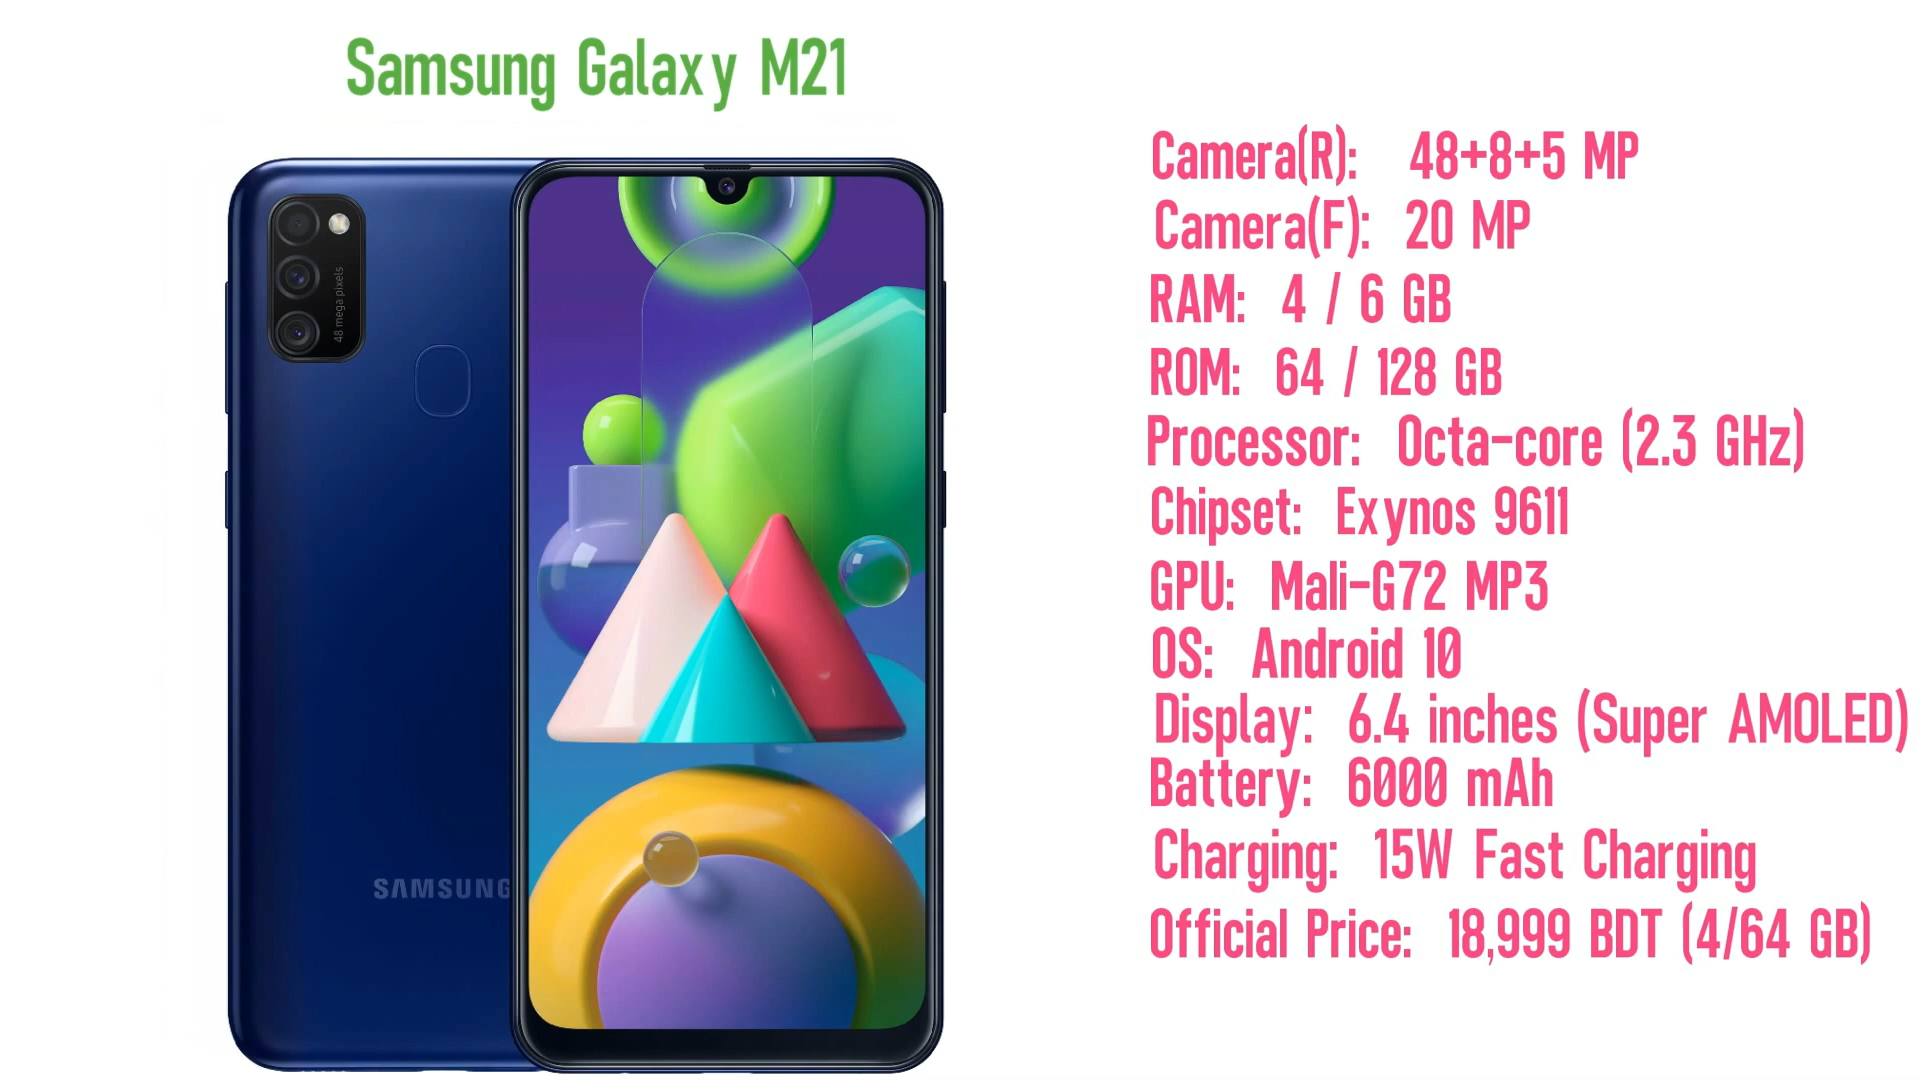 Samsung Galaxy M21
48 mega pixels
SAMSUNG
Camera(R): 48+8+5 MP
Camera(F): 20 MP
RAM: 4 / 6 GB
ROM: 64 / 128 GB
Processor: Octa-core (2.3 GHz)
Chipset: Exynos 9611
GPU: Mali-G72 MP3
OS: Android 10
Display: 6.4 inches (Super AMOLED)
Battery: 6000 mAh
Charging: 15W Fast Charging
Official Price: 18,999 BDT (4/64 GB)